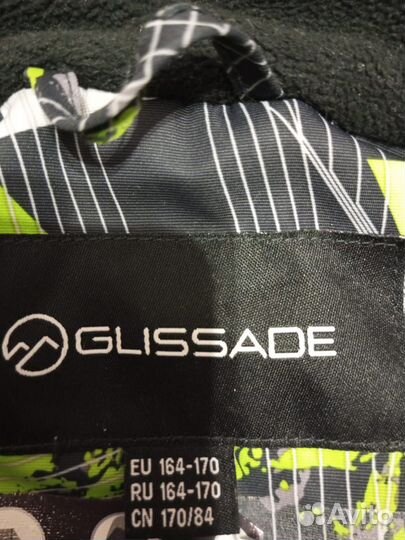 GLISSADE
EU 164-170
RU 164-170
CN 170/84
Avito